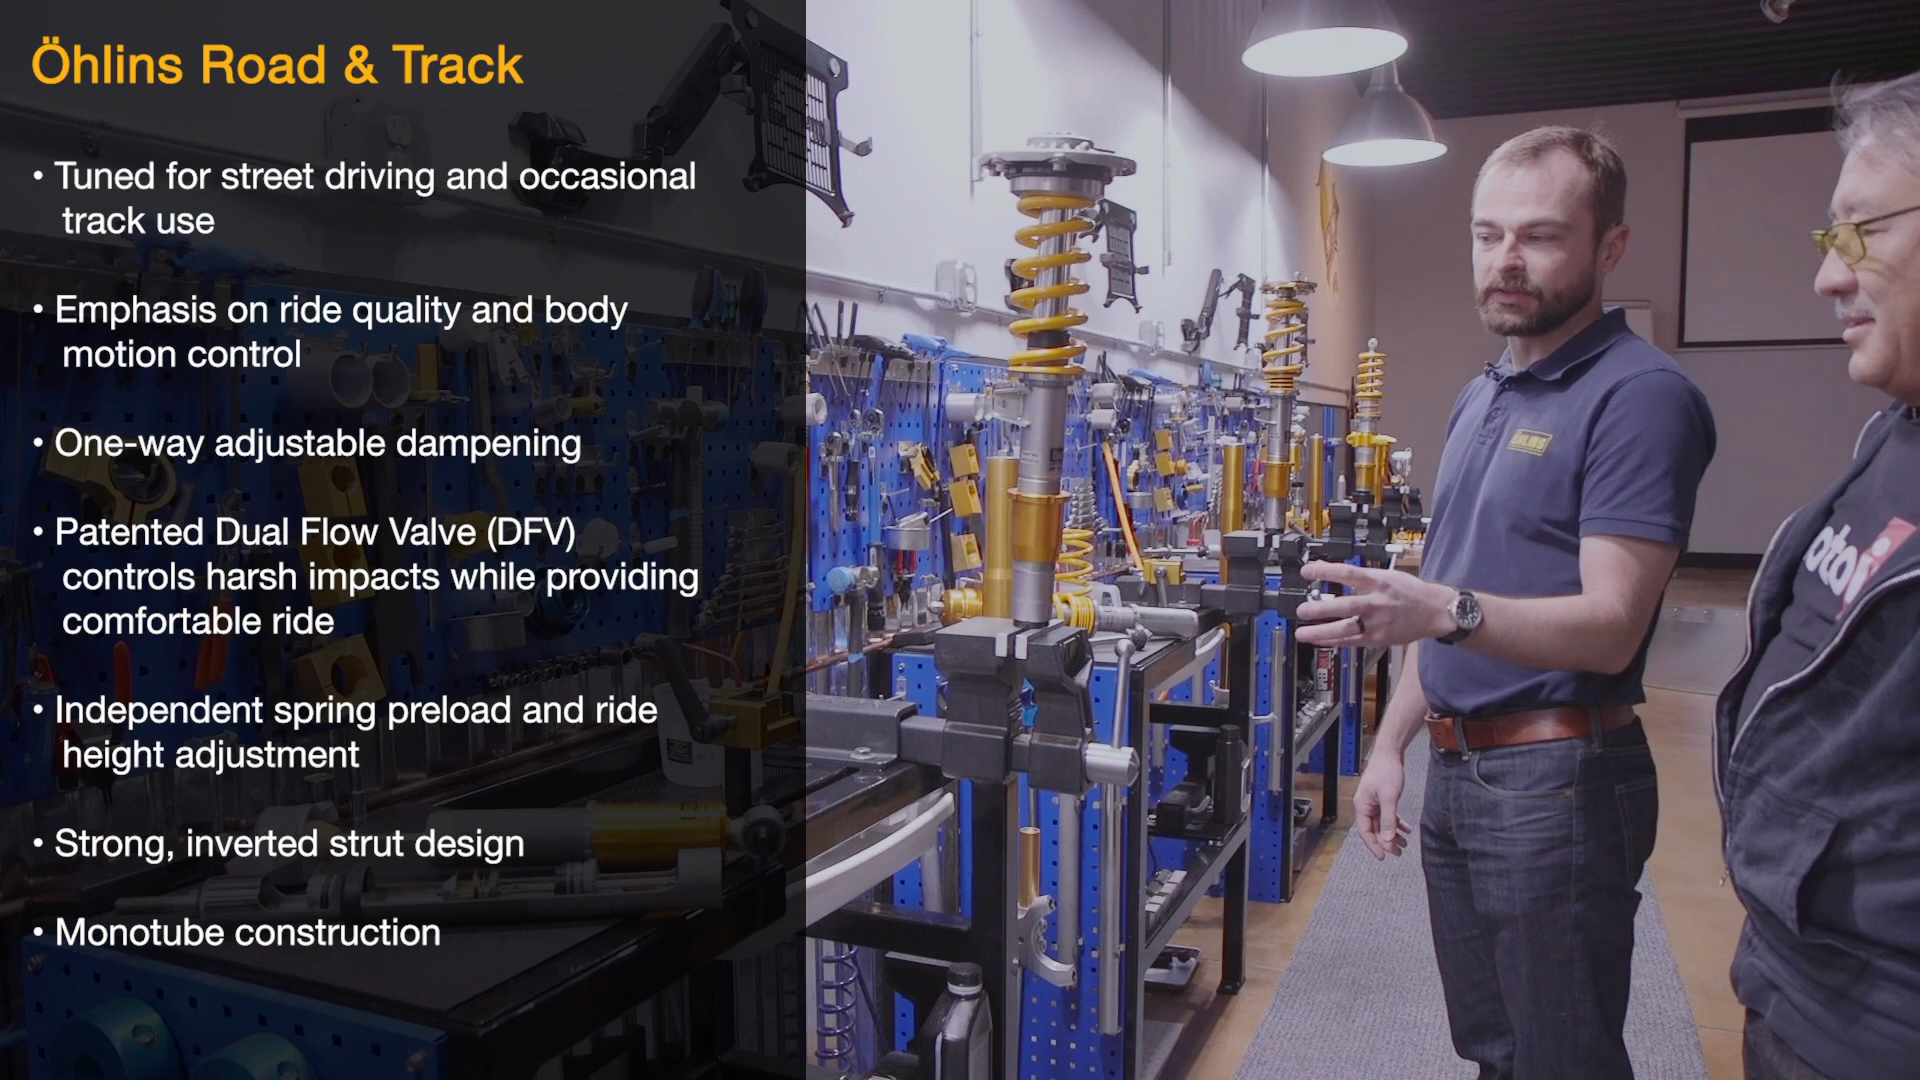 Öhlins Road & Track
• Tuned for street driving and occasional
track use
• Emphasis on ride quality and body
motion control
• One-way adjustable dampening
• Patented Dual Flow Valve (DFV)
controls harsh impacts while providing
comfortable ride
• Independent spring preload and ride
height adjustment
• Strong, inverted strut design
• Monotube construction